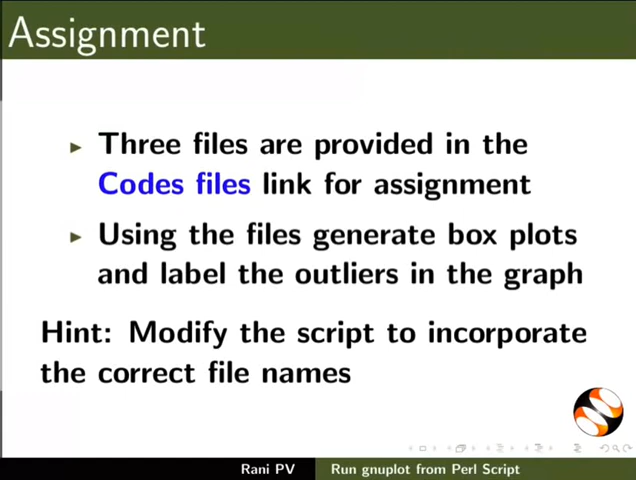 Assignment
Three files are provided in the
Codes files link for assignment
Using the files generate box plots
and label the outliers in the graph
Hint: Modify the script to incorporate
the correct file names
Rani PV
Run gnuplot from Perl Script